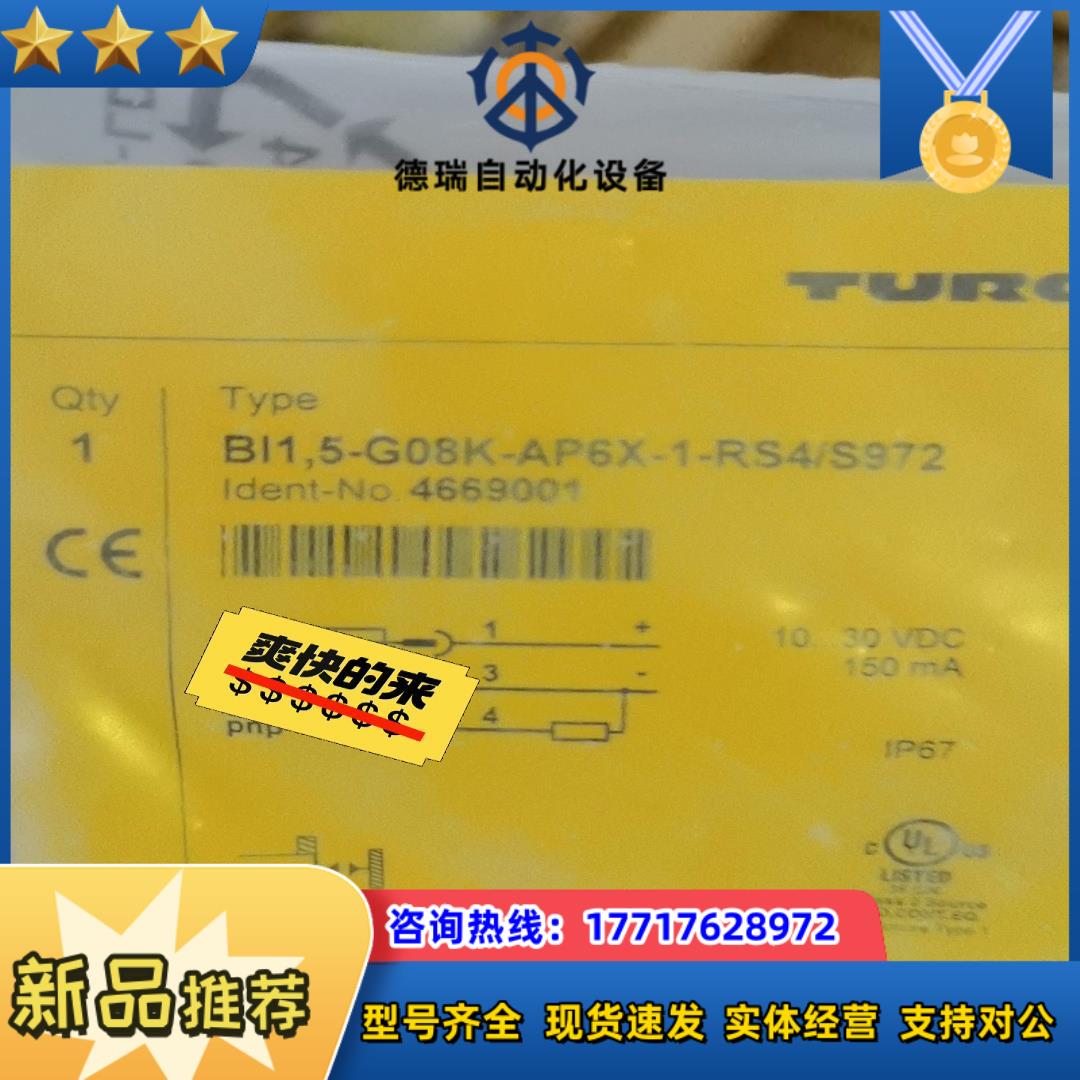 德瑞自动化设备
TURC
Qty
Type
1
BI1,5-G08K-AP6X-1-RS4/S972
Ident-No. 4669001
CE
1 +
10...30 VDC
150 mA
3 -
爽快的来
$$$$$$
4
pnp
IP67
C UL US
LISTED
咨询热线：17717628972
新品推荐
型号齐全 现货速发 实体经营 支持对公